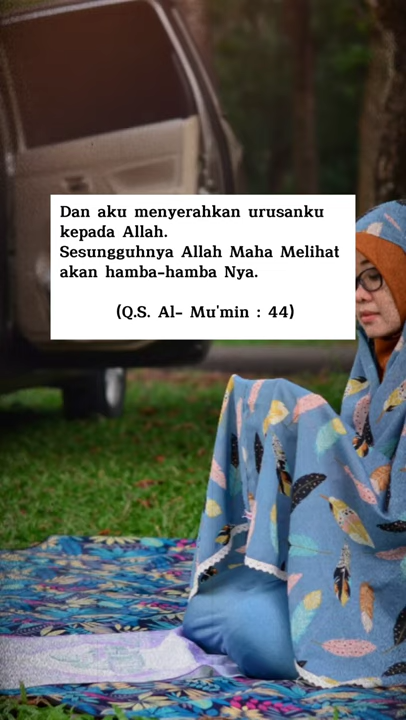 Dan aku menyerahkan urusanku
kepada Allah.
Sesungguhnya Allah Maha Melihat
akan hamba-hamba Nya.
(Q.S. Al- Mu'min : 44)